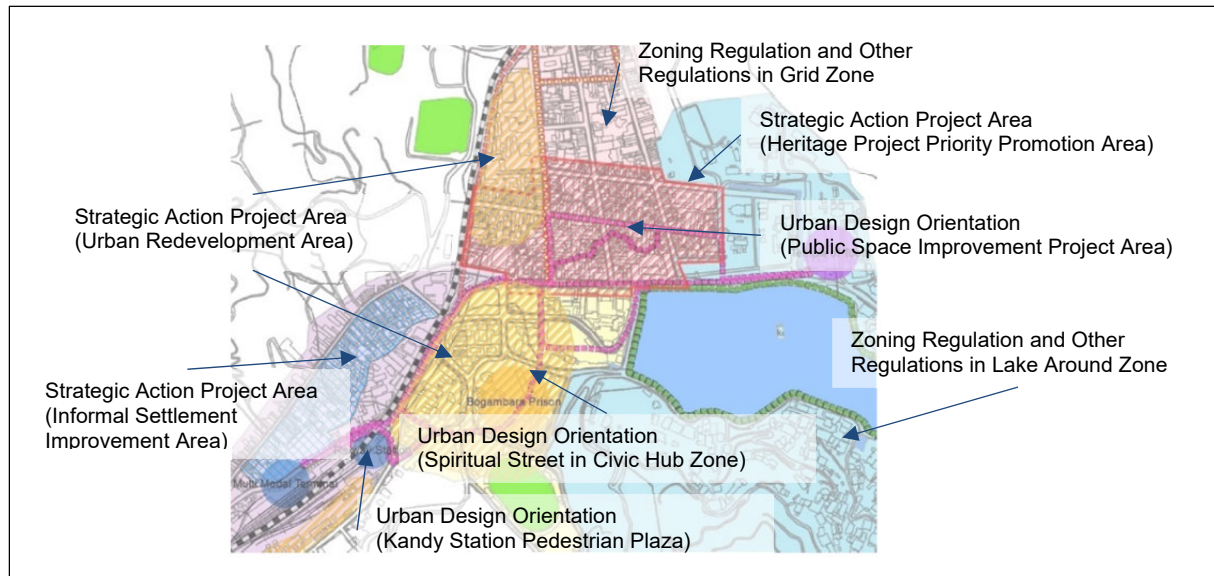 Zoning Regulation and Other
Regulations in Grid Zone
Strategic Action Project Area
(Heritage Project Priority Promotion Area)
Strategic Action Project Area
(Urban Redevelopment Area)
Urban Design Orientation
(Public Space Improvement Project Area)
Zoning Regulation and Other
Regulations in Lake Around Zone
Strategic Action Project Area
(Informal Settlement
Improvement Area)
Bogambara Prison
Urban Design Orientation
(Spiritual Street in Civic Hub Zone)
Station
Multi Modal Terminal
Urban Design Orientation
(Kandy Station Pedestrian Plaza)